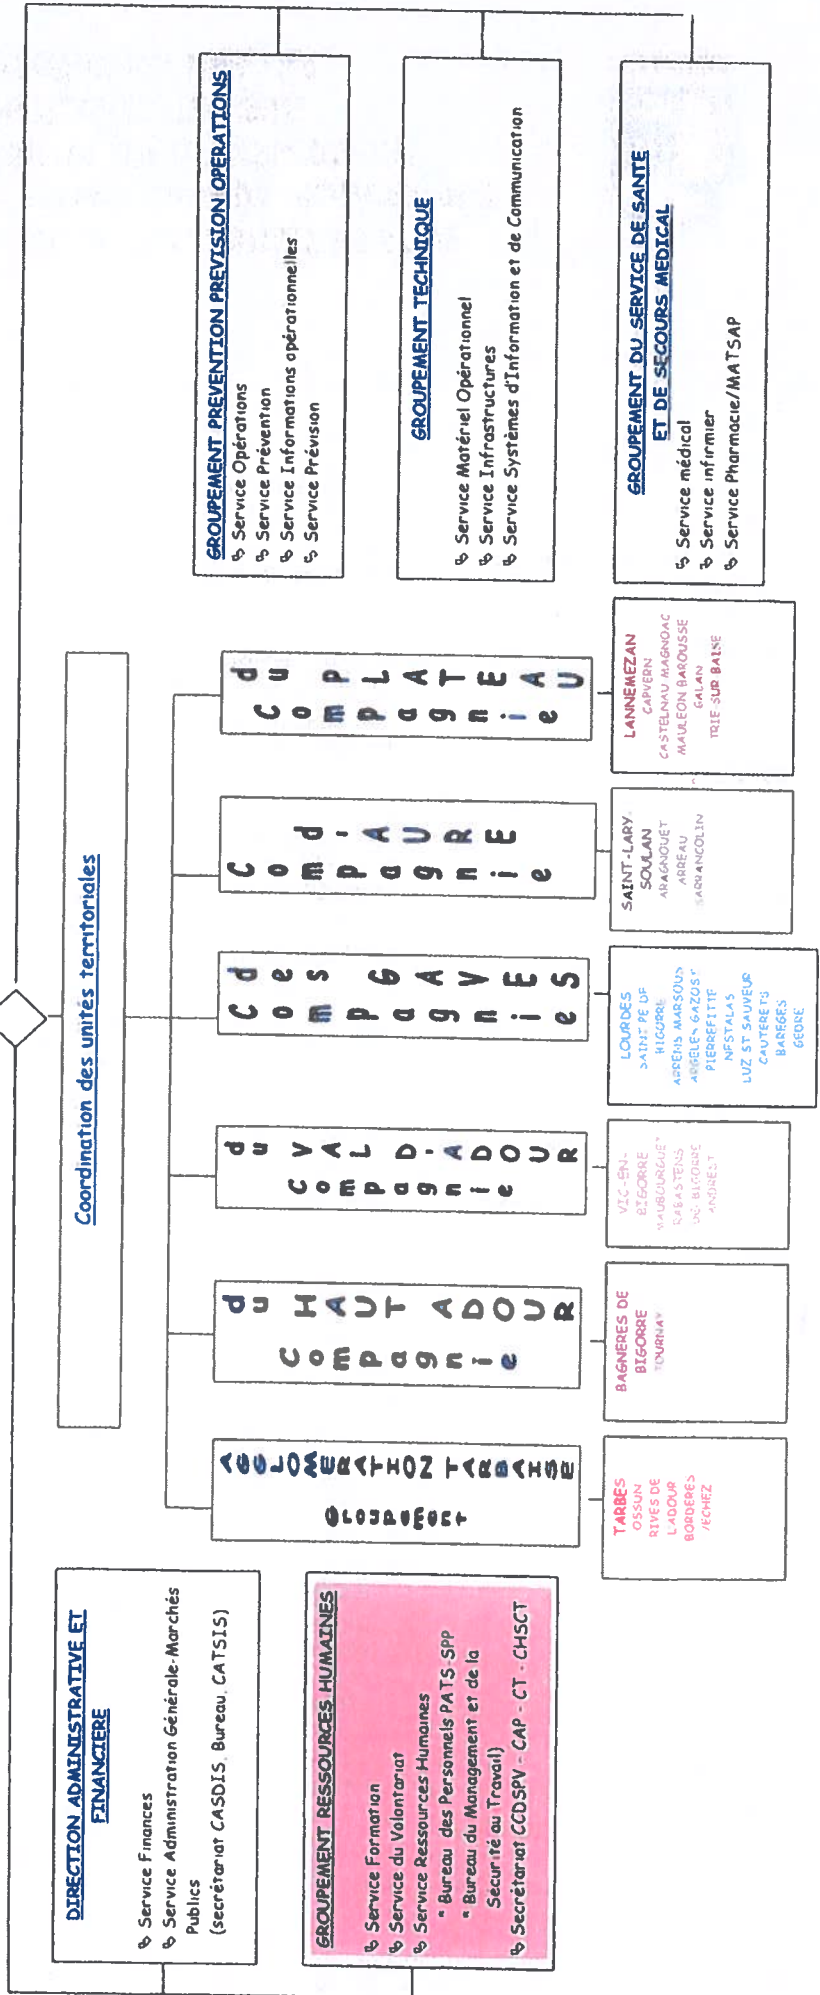 DIRECTION ADMINISTRATIVE ET
FINANCIERE
Service Finances
Service Administration Générale-Marchés
Publics
(secrétariat CASDIS, Bureau, CATSIS)
GROUPEMENT RESSOURCES HUMAINES
Service Formation
Service du Volontariat
Service Ressources Humaines
* Bureau des Personnels PATS-SPP
* Bureau du Management et de la
Sécurité au Travail)
Secrétariat CCDSPV - CAP - CT - CHSCT
Coordination des unités territoriales
Groupement
AGGLOMERATION TARBAISE
Compagnie
du HAUT ADOUR
Compagnie
du VAL D'ADOUR
Compagnie
des GAVES
Compagnie
d'AURE
Compagnie
du PLATEAU
TARBES
OSSUN
RIVES DE
L'ADOUR
BORDERES
/ECHEZ
BAGNERES DE
BIGORRE
TOURNAY
VIC-EN-
BIGORRE
MAUBOURGUET
RABASTENS
DE BIGORRE
ANDREST
LOURDES
SAINT PE DE
BIGORRE
ARRENS MARSOUS
ARGELES GAZOST
PIERREFITTE
NESTALAS
LUZ ST SAUVEUR
CAUTERETS
BAREGES
GEDRE
SAINT-LARY-
SOULAN
ARAGNOUET
ARREAU
SARRANCOLIN
LANNEMEZAN
CAPVERN
CASTELNAU MAGNOAC
MAULEON BAROUSSE
GALAN
TRIE SUR BAISE
GROUPEMENT PREVENTION PREVISION OPERATIONS
Service Opérations
Service Prévention
Service Informations opérationnelles
Service Prévision
GROUPEMENT TECHNIQUE
Service Matériel Opérationnel
Service Infrastructures
Service Systèmes d'Information et de Communication
GROUPEMENT DU SERVICE DE SANTE
ET DE SECOURS MEDICAL
Service médical
Service infirmier
Service Pharmacie/MATSAP